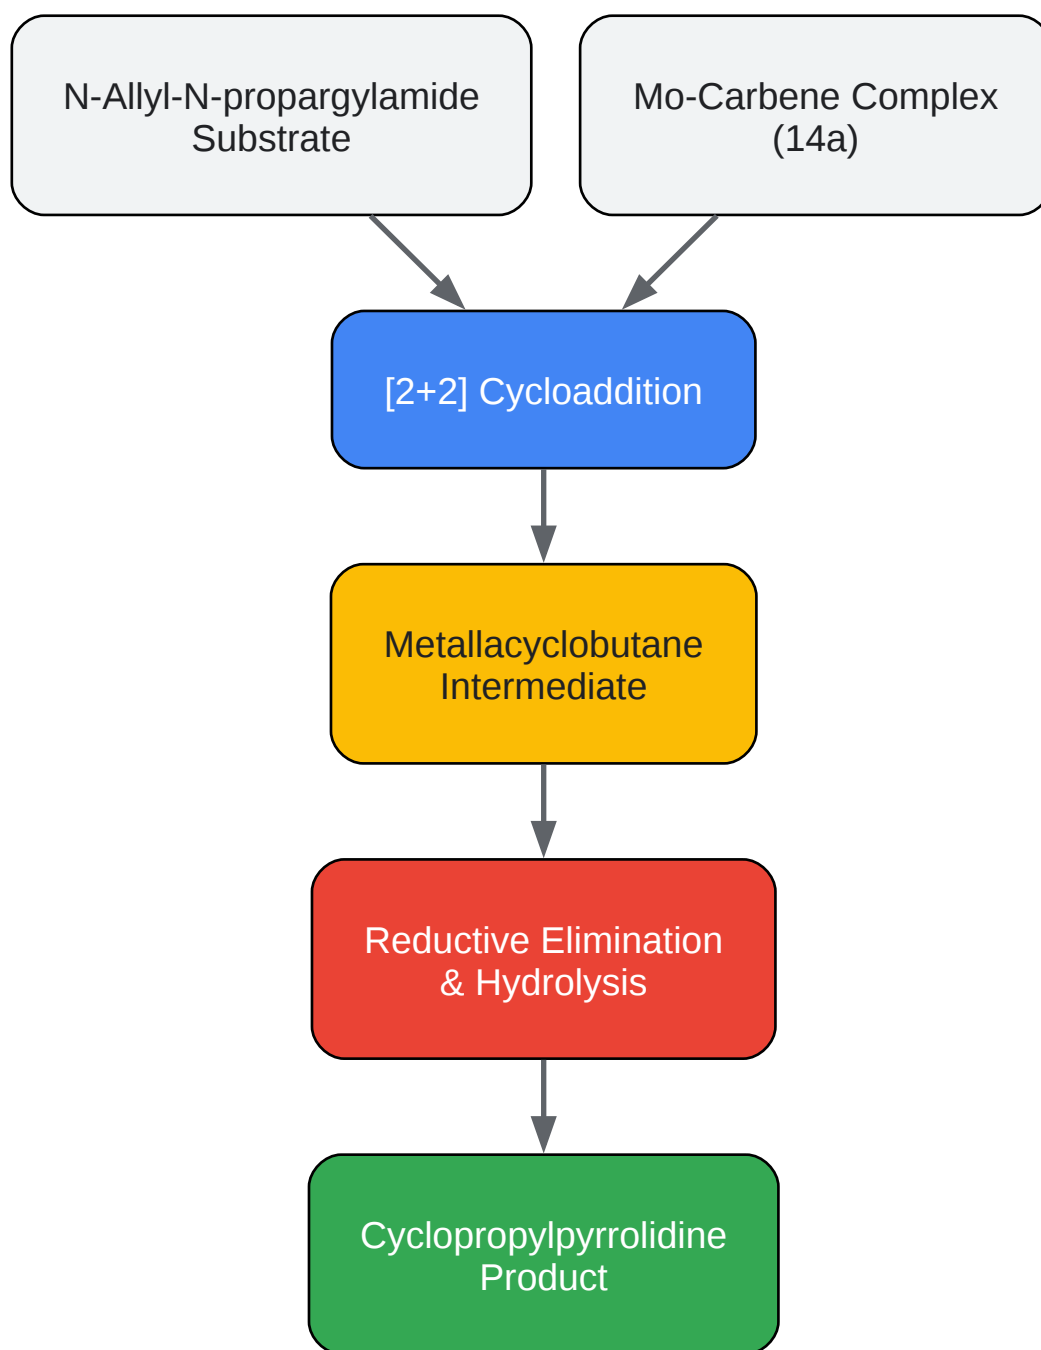 N-Allyl-N-propargylamide
Substrate
Mo-Carbene Complex
(14a)
[2+2] Cycloaddition
Metallacyclobutane
Intermediate
Reductive Elimination
& Hydrolysis
Cyclopropylpyrrolidine
Product